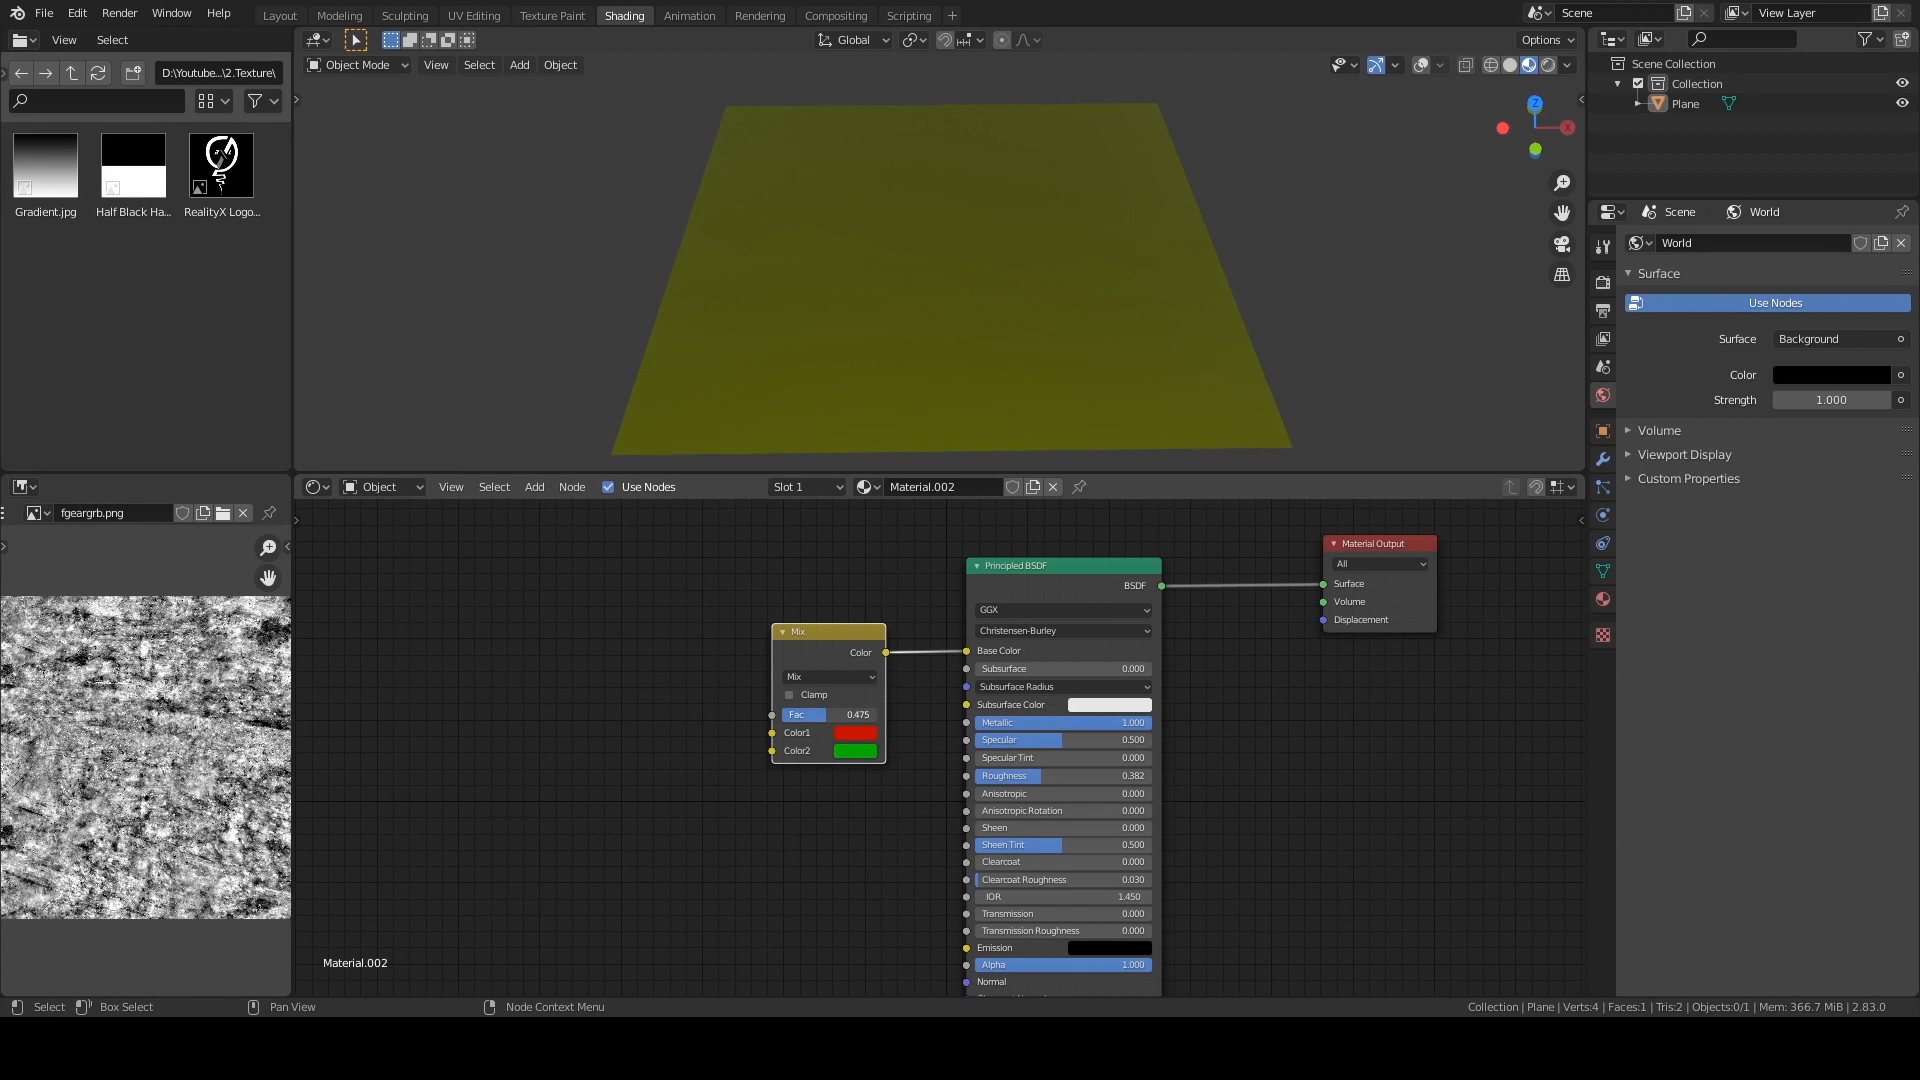 File Edit Render Window Help
Layout Modeling Sculpting UV Editing Texture Paint Shading Animation Rendering Compositing Scripting +
Scene
View Layer
View Select
Global
Options
D:\Youtube...\2.Texture\
Object Mode View Select Add Object
Scene Collection
Collection
Plane
Z
X
Gradient.jpg Half Black Ha... RealityX Logo...
Scene World
World
Surface
Use Nodes
Surface Background
Color
Strength 1.000
Volume
Viewport Display
Custom Properties
Object View Select Add Node Use Nodes Slot 1 Material.002
fgeargrb.png
Material Output
All
Surface
Volume
Displacement
Principled BSDF
BSDF
GGX
Christensen-Burley
Base Color
Subsurface 0.000
Subsurface Radius
Subsurface Color
Metallic 1.000
Specular 0.500
Specular Tint 0.000
Roughness 0.382
Anisotropic 0.000
Anisotropic Rotation 0.000
Sheen 0.000
Sheen Tint 0.500
Clearcoat 0.000
Clearcoat Roughness 0.030
IOR 1.450
Transmission 0.000
Transmission Roughness 0.000
Emission
Alpha 1.000
Normal
Mix
Color
Mix
Clamp
Fac 0.475
Color1
Color2
Material.002
Select Box Select Pan View Node Context Menu
Collection | Plane | Verts:4 | Faces:1 | Tris:2 | Objects:0/1 | Mem: 366.7 MiB | 2.83.0